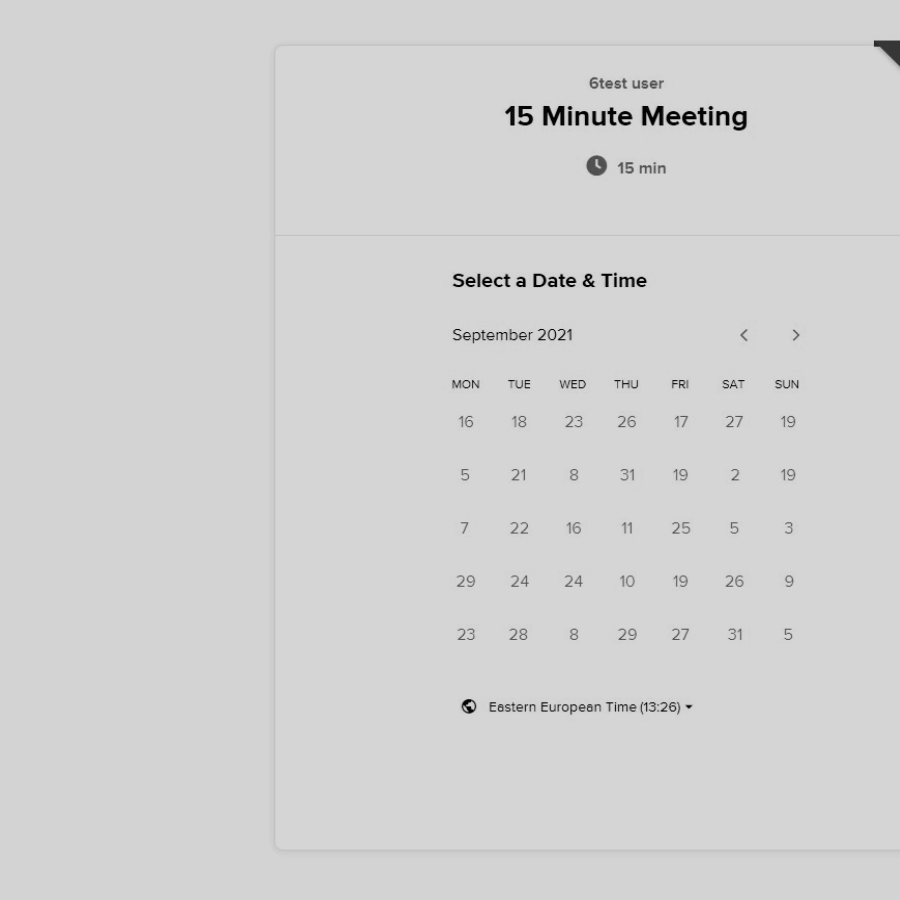 6test user
15 Minute Meeting
15 min
Select a Date & Time
September 2021
MON TUE WED THU FRI SAT SUN
16 18 23 26 17 27 19
5 21 8 31 19 2 19
7 22 16 11 25 5 3
29 24 24 10 19 26 9
23 28 8 29 27 31 5
Eastern European Time (13:26)